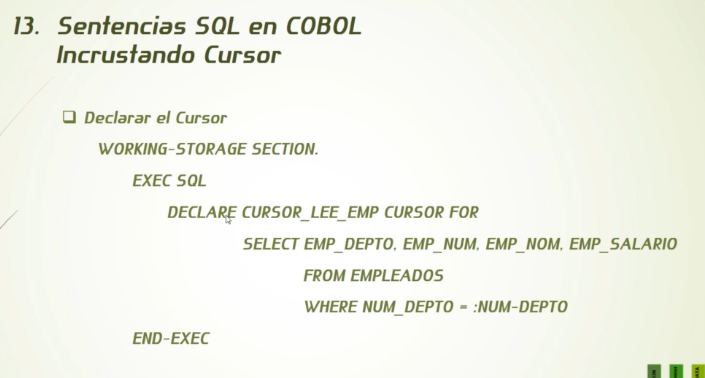 13. Sentencias SQL en COBOL
Incrustando Cursor
❑ Declarar el Cursor
WORKING-STORAGE SECTION.
EXEC SQL
DECLARE CURSOR_LEE_EMP CURSOR FOR
SELECT EMP_DEPTO, EMP_NUM, EMP_NOM, EMP_SALARIO
FROM EMPLEADOS
WHERE NUM_DEPTO = :NUM-DEPTO
END-EXEC